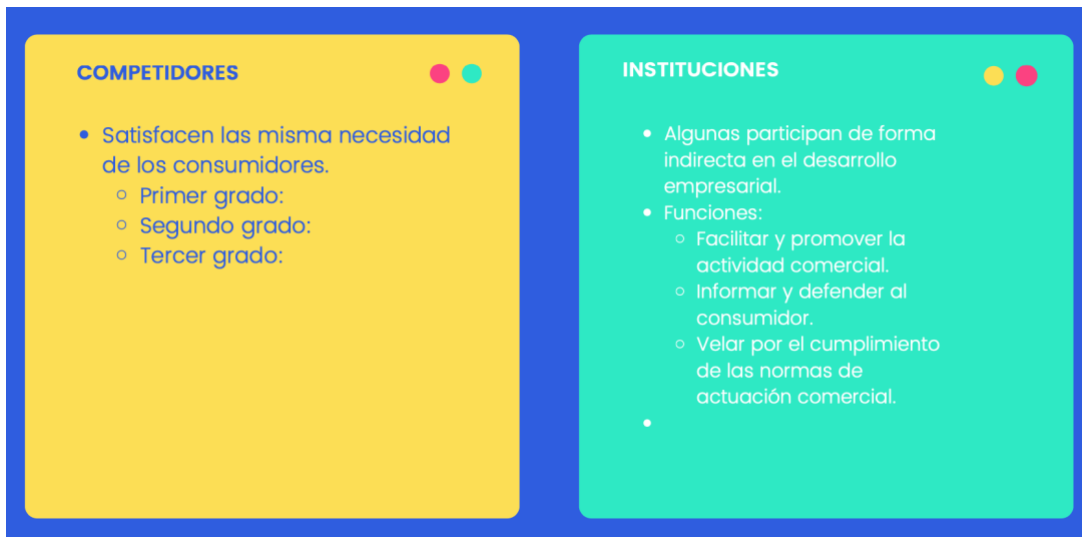 COMPETIDORES
• Satisfacen las misma necesidad
de los consumidores.
○ Primer grado:
○ Segundo grado:
○ Tercer grado:
INSTITUCIONES
• Algunas participan de forma
indirecta en el desarrollo
empresarial.
• Funciones:
○ Facilitar y promover la
actividad comercial.
○ Informar y defender al
consumidor.
○ Velar por el cumplimiento
de las normas de
actuación comercial.
•